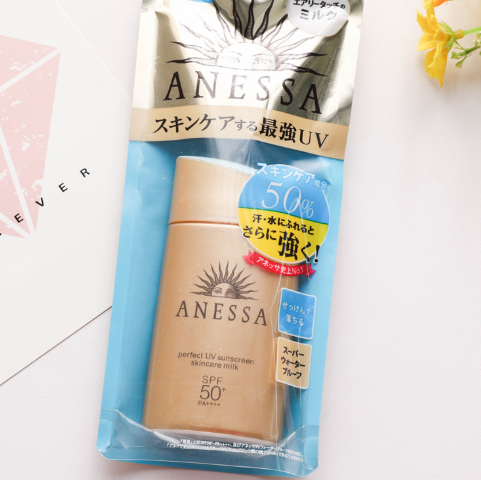 エアリータッチの
ミルク
ANESSA
スキンケアする最強UV
スキンケア成分
50%
汗・水にふれると
さらに強く!
アネッサ史上No.1
ANESSA
perfect UV sunscreen
skincare milk
SPF
50+
PA++++
せっけんで
落ちる
スーパー
ウォーター
プルーフ
EVER